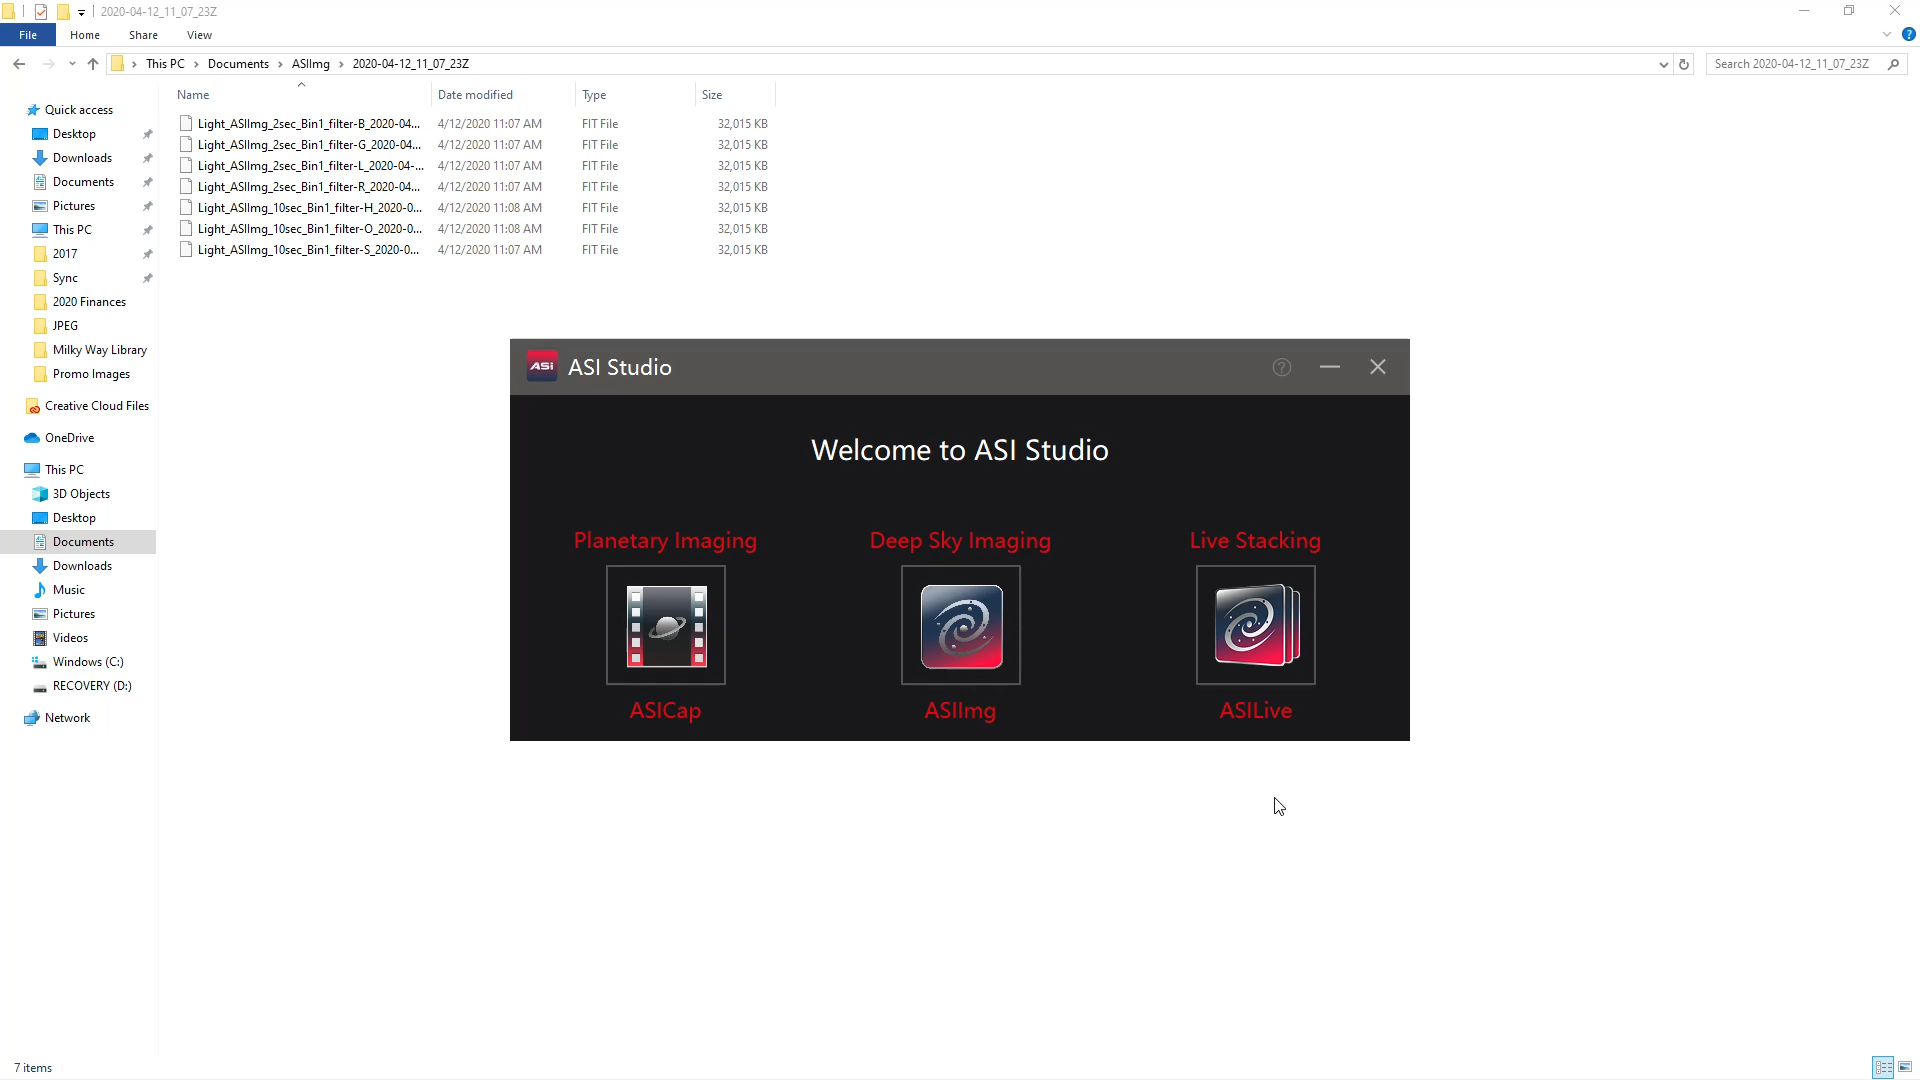 2020-04-12_11_07_23Z
File Home Share View
This PC Documents ASIImg 2020-04-12_11_07_23Z
Search 2020-04-12_11_07_23Z
Name Date modified Type Size
Light_ASIImg_2sec_Bin1_filter-B_2020-04... 4/12/2020 11:07 AM FIT File 32,015 KB
Light_ASIImg_2sec_Bin1_filter-G_2020-04... 4/12/2020 11:07 AM FIT File 32,015 KB
Light_ASIImg_2sec_Bin1_filter-L_2020-04-... 4/12/2020 11:07 AM FIT File 32,015 KB
Light_ASIImg_2sec_Bin1_filter-R_2020-04... 4/12/2020 11:07 AM FIT File 32,015 KB
Light_ASIImg_10sec_Bin1_filter-H_2020-0... 4/12/2020 11:08 AM FIT File 32,015 KB
Light_ASIImg_10sec_Bin1_filter-O_2020-0... 4/12/2020 11:08 AM FIT File 32,015 KB
Light_ASIImg_10sec_Bin1_filter-S_2020-0... 4/12/2020 11:07 AM FIT File 32,015 KB
Quick access
Desktop
Downloads
Documents
Pictures
This PC
2017
Sync
2020 Finances
JPEG
Milky Way Library
Promo Images
Creative Cloud Files
OneDrive
This PC
3D Objects
Desktop
Documents
Downloads
Music
Pictures
Videos
Windows (C:)
RECOVERY (D:)
Network
ASI ASI Studio
Welcome to ASI Studio
Planetary Imaging Deep Sky Imaging Live Stacking
ASICap ASIImg ASILive
7 items